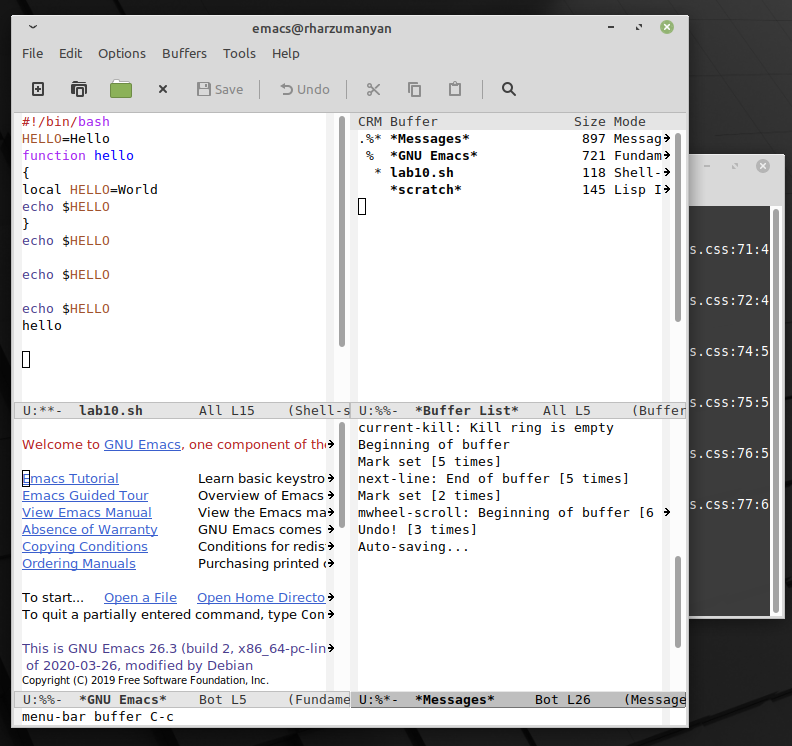 emacs@rharzumanyan
File Edit Options Buffers Tools Help
Save Undo
#!/bin/bash
HELLO=Hello
function hello
{
local HELLO=World
echo $HELLO
}
echo $HELLO
echo $HELLO
echo $HELLO
hello
U:**- lab10.sh All L15 (Shell-s
CRM Buffer Size Mode
.%* *Messages* 897 Messag
% *GNU Emacs* 721 Fundam
* lab10.sh 118 Shell-
*scratch* 145 Lisp I
U:%%- *Buffer List* All L5 (Buffer
Welcome to GNU Emacs, one component of the
Emacs Tutorial Learn basic keystro
Emacs Guided Tour Overview of Emacs
View Emacs Manual View the Emacs ma
Absence of Warranty GNU Emacs comes
Copying Conditions Conditions for redis
Ordering Manuals Purchasing printed
To start... Open a File Open Home Directo
To quit a partially entered command, type Con
This is GNU Emacs 26.3 (build 2, x86_64-pc-lin
of 2020-03-26, modified by Debian
Copyright (C) 2019 Free Software Foundation, Inc.
U:%%- *GNU Emacs* Bot L5 (Fundame
current-kill: Kill ring is empty
Beginning of buffer
Mark set [5 times]
next-line: End of buffer [5 times]
Mark set [2 times]
mwheel-scroll: Beginning of buffer [6
Undo! [3 times]
Auto-saving...
U:%*- *Messages* Bot L26 (Message
menu-bar buffer C-c
s.css:71:4
s.css:72:4
s.css:74:5
s.css:75:5
s.css:76:5
s.css:77:6